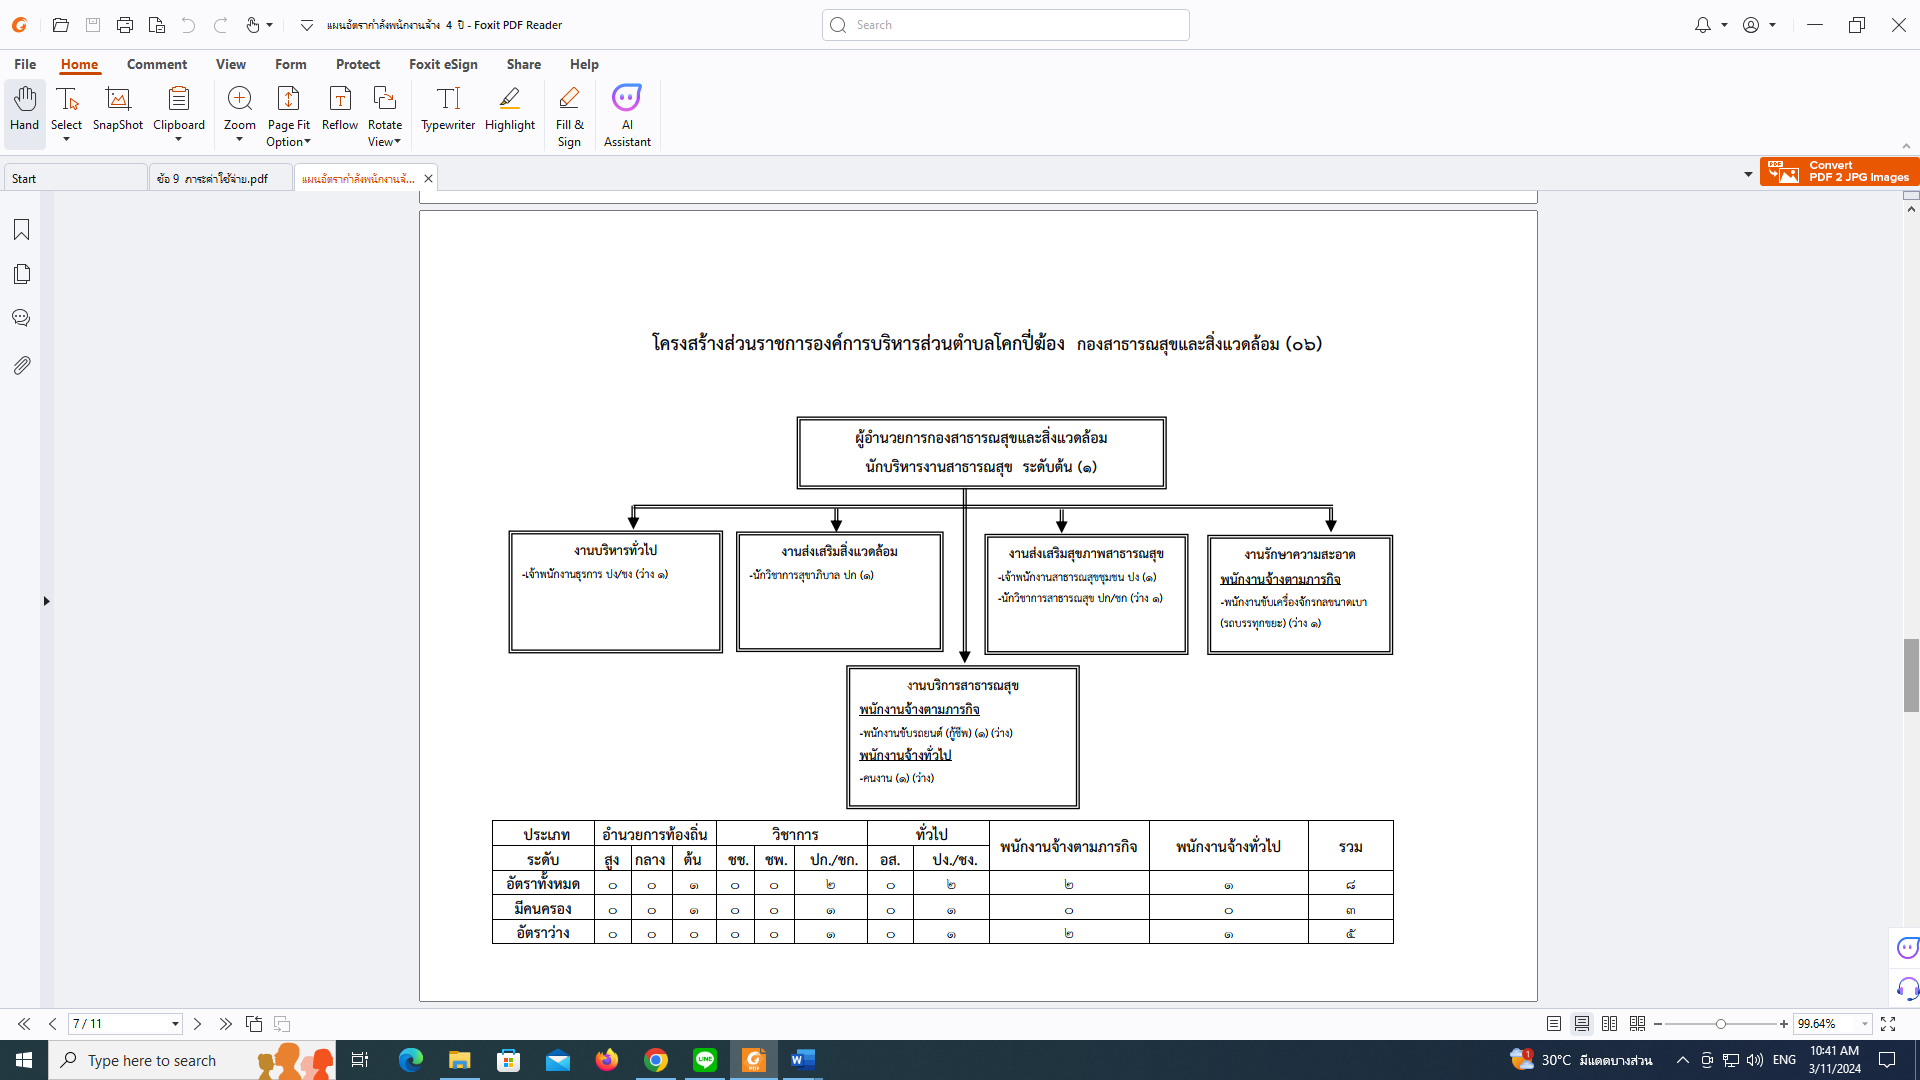 แผนอัตรากำลังพนักงานจ้าง 4 ปี - Foxit PDF Reader
Search
File
Home
Comment
View
Form
Protect
Foxit eSign
Share
Help
Hand
Select
SnapShot
Clipboard
Zoom
Page Fit
Option
Reflow
Rotate
View
Typewriter
Highlight
Fill &
Sign
AI
Assistant
Start
ข้อ 9 ภาระค่าใช้จ่าย.pdf
แผนอัตรากำลังพนักงานจ้...
PDF
Convert
PDF 2 JPG Images
โครงสร้างส่วนราชการองค์การบริหารส่วนตำบลโคกปี่ฆ้อง กองสาธารณสุขและสิ่งแวดล้อม (๐๖)
ผู้อำนวยการกองสาธารณสุขและสิ่งแวดล้อม
นักบริหารงานสาธารณสุข ระดับต้น (๑)
งานบริหารทั่วไป
-เจ้าพนักงานธุรการ ปง/ชง (ว่าง ๑)
งานส่งเสริมสิ่งแวดล้อม
-นักวิชาการสุขาภิบาล ปก (๑)
งานส่งเสริมสุขภาพสาธารณสุข
-เจ้าพนักงานสาธารณสุขชุมชน ปง (๑)
-นักวิชาการสาธารณสุข ปก/ชก (ว่าง ๑)
งานรักษาความสะอาด
พนักงานจ้างตามภารกิจ
-พนักงานขับเครื่องจักรกลขนาดเบา
(รถบรรทุกขยะ) (ว่าง ๑)
งานบริการสาธารณสุข
พนักงานจ้างตามภารกิจ
-พนักงานขับรถยนต์ (กู้ชีพ) (๑) (ว่าง)
พนักงานจ้างทั่วไป
-คนงาน (๑) (ว่าง)
ประเภท อำนวยการท้องถิ่น วิชาการ ทั่วไป พนักงานจ้างตามภารกิจ พนักงานจ้างทั่วไป รวม
ระดับ สูง กลาง ต้น ชช. ชพ. ปก./ชก. อส. ปง./ชง.
อัตราทั้งหมด ๐ ๐ ๑ ๐ ๐ ๒ ๐ ๒ ๒ ๑ ๘
มีคนครอง ๐ ๐ ๑ ๐ ๐ ๑ ๐ ๑ ๐ ๐ ๓
อัตราว่าง ๐ ๐ ๐ ๐ ๐ ๑ ๐ ๑ ๒ ๑ ๕
7 / 11
99.64%
Type here to search
LINE
PDF
W
1
30°C มีแดดบางส่วน
ENG
10:41 AM
3/11/2024